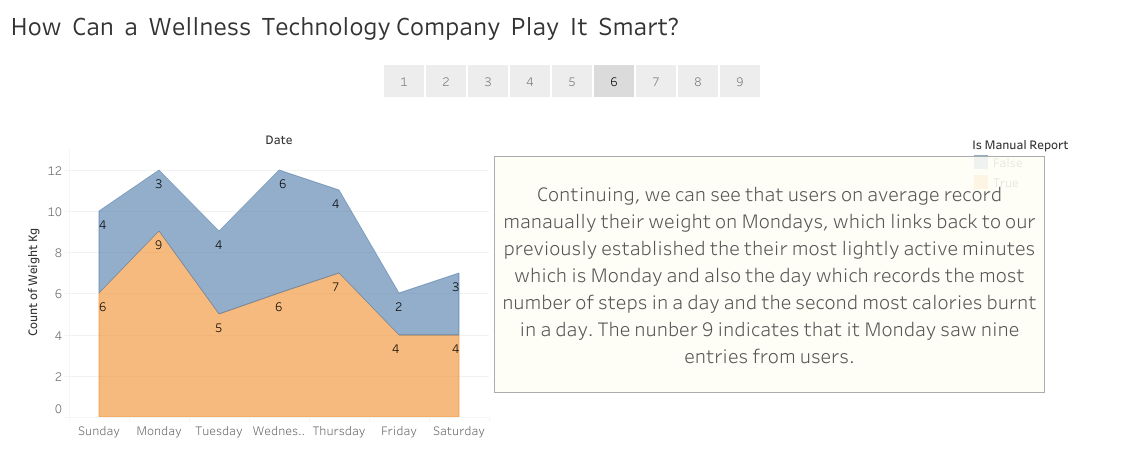 How Can a Wellness Technology Company Play It Smart?
1 2 3 4 5 6 7 8 9
Date
Is Manual Report
False
True
Continuing, we can see that users on average record
manaually their weight on Mondays, which links back to our
previously established the their most lightly active minutes
which is Monday and also the day which records the most
number of steps in a day and the second most calories burnt
in a day. The nunber 9 indicates that it Monday saw nine
entries from users.
Count of Weight Kg
12
10
8
6
4
2
0
4 3 4 6 4 2 3
6 9 5 6 7 4 4
Sunday Monday Tuesday Wednes.. Thursday Friday Saturday